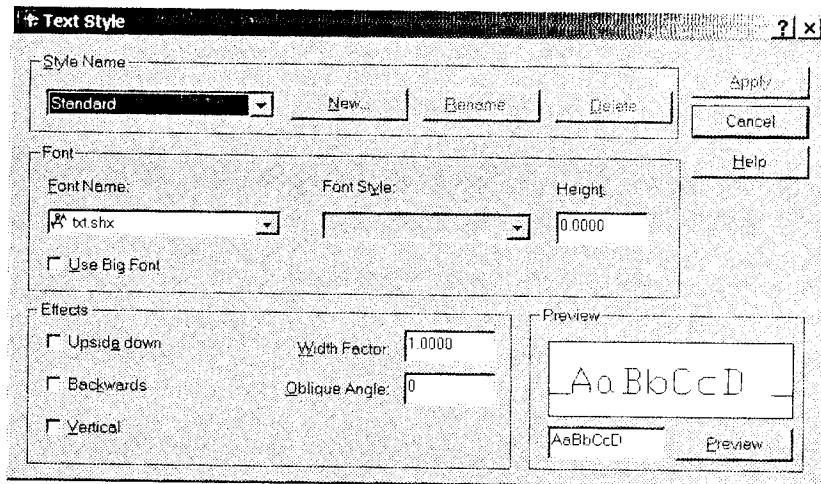 Text Style
? ×
Style Name
Standard
New...
Rename
Delete
Apply
Cancel
Help
Font
Font Name:
Font Style:
Height
txt.shx
0.0000
Use Big Font
Effects
Upside down
Width Factor:
1.0000
Backwards
Oblique Angle:
0
Vertical
Preview
AaBbCcD
AaBbCcD
Preview